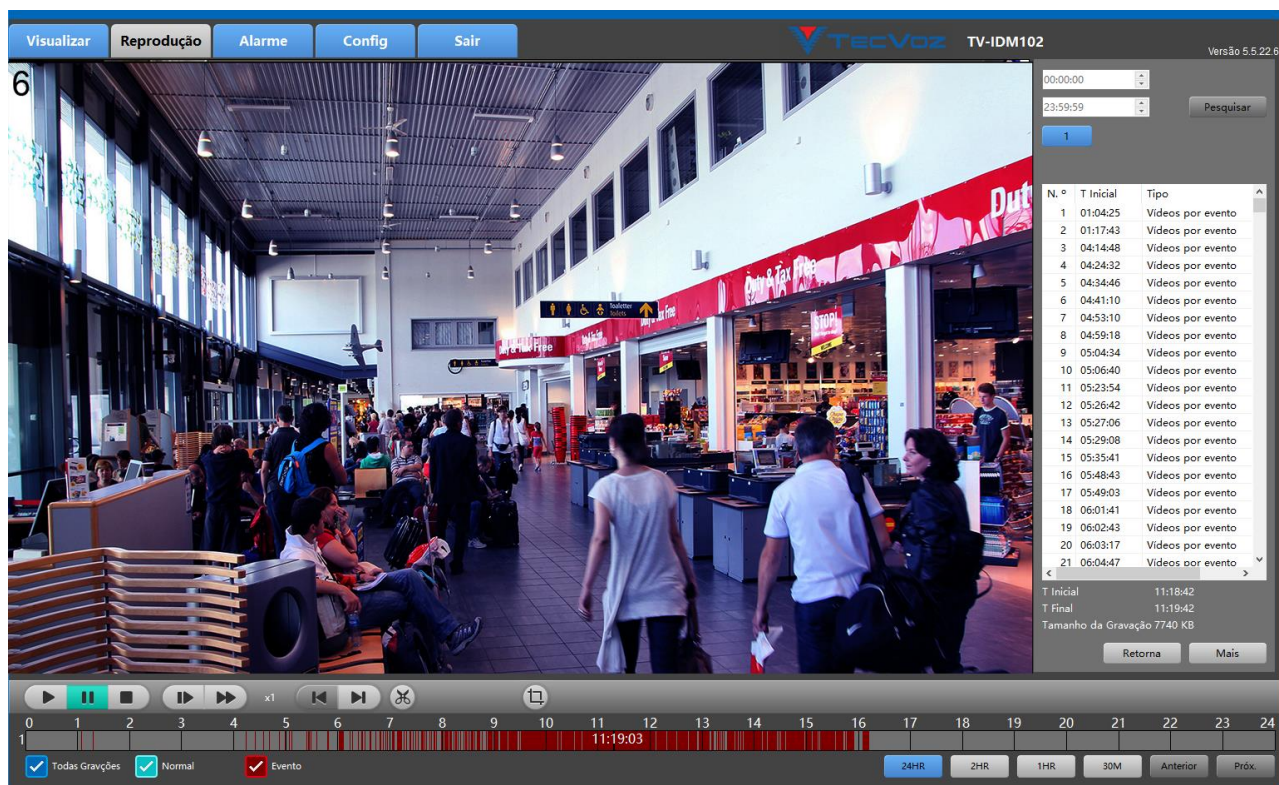 Visualizar Reprodução Alarme Config Sair TECVOZ TV-IDM102 Versão 5.5.22.6
6
00:00:00
23:59:59 Pesquisar
1
N. º T Inicial Tipo
1 01:04:25 Vídeos por evento
2 01:17:43 Vídeos por evento
3 04:14:48 Vídeos por evento
4 04:24:32 Vídeos por evento
5 04:34:46 Vídeos por evento
6 04:41:10 Vídeos por evento
7 04:53:10 Vídeos por evento
8 04:59:18 Vídeos por evento
9 05:04:34 Vídeos por evento
10 05:06:40 Vídeos por evento
11 05:23:54 Vídeos por evento
12 05:26:42 Vídeos por evento
13 05:27:06 Vídeos por evento
14 05:29:08 Vídeos por evento
15 05:35:41 Vídeos por evento
16 05:48:43 Vídeos por evento
17 05:49:03 Vídeos por evento
18 06:01:41 Vídeos por evento
19 06:02:43 Vídeos por evento
20 06:03:17 Vídeos por evento
21 06:04:47 Vídeos por evento
T Inicial 11:18:42
T Final 11:19:42
Tamanho da Gravação 7740 KB
Retorna Mais
Duty
Duty & Tax Free
Toaletter
Toilets
STOP!
x1
0 1 2 3 4 5 6 7 8 9 10 11 12 13 14 15 16 17 18 19 20 21 22 23 24
1 11:19:03
Todas Gravções Normal Evento 24HR 2HR 1HR 30M Anterior Próx.